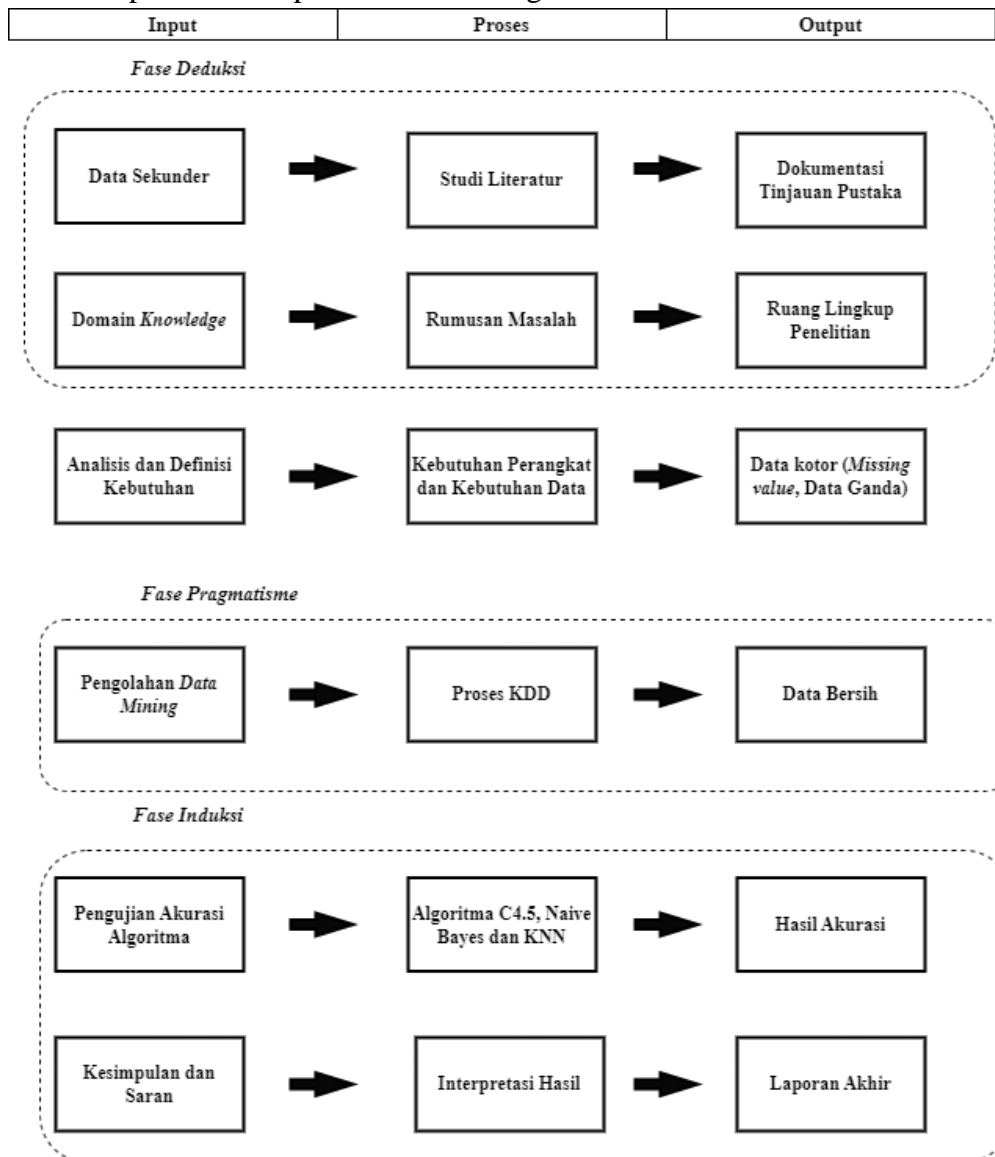 Input Proses Output
Fase Deduksi
Data Sekunder
Studi Literatur
Dokumentasi
Tinjauan Pustaka
Domain Knowledge
Rumusan Masalah
Ruang Lingkup
Penelitian
Analisis dan Definisi
Kebutuhan
Kebutuhan Perangkat
dan Kebutuhan Data
Data kotor (Missing
value, Data Ganda)
Fase Pragmatisme
Pengolahan Data
Mining
Proses KDD
Data Bersih
Fase Induksi
Pengujian Akurasi
Algoritma
Algoritma C4.5, Naive
Bayes dan KNN
Hasil Akurasi
Kesimpulan dan
Saran
Interpretasi Hasil
Laporan Akhir